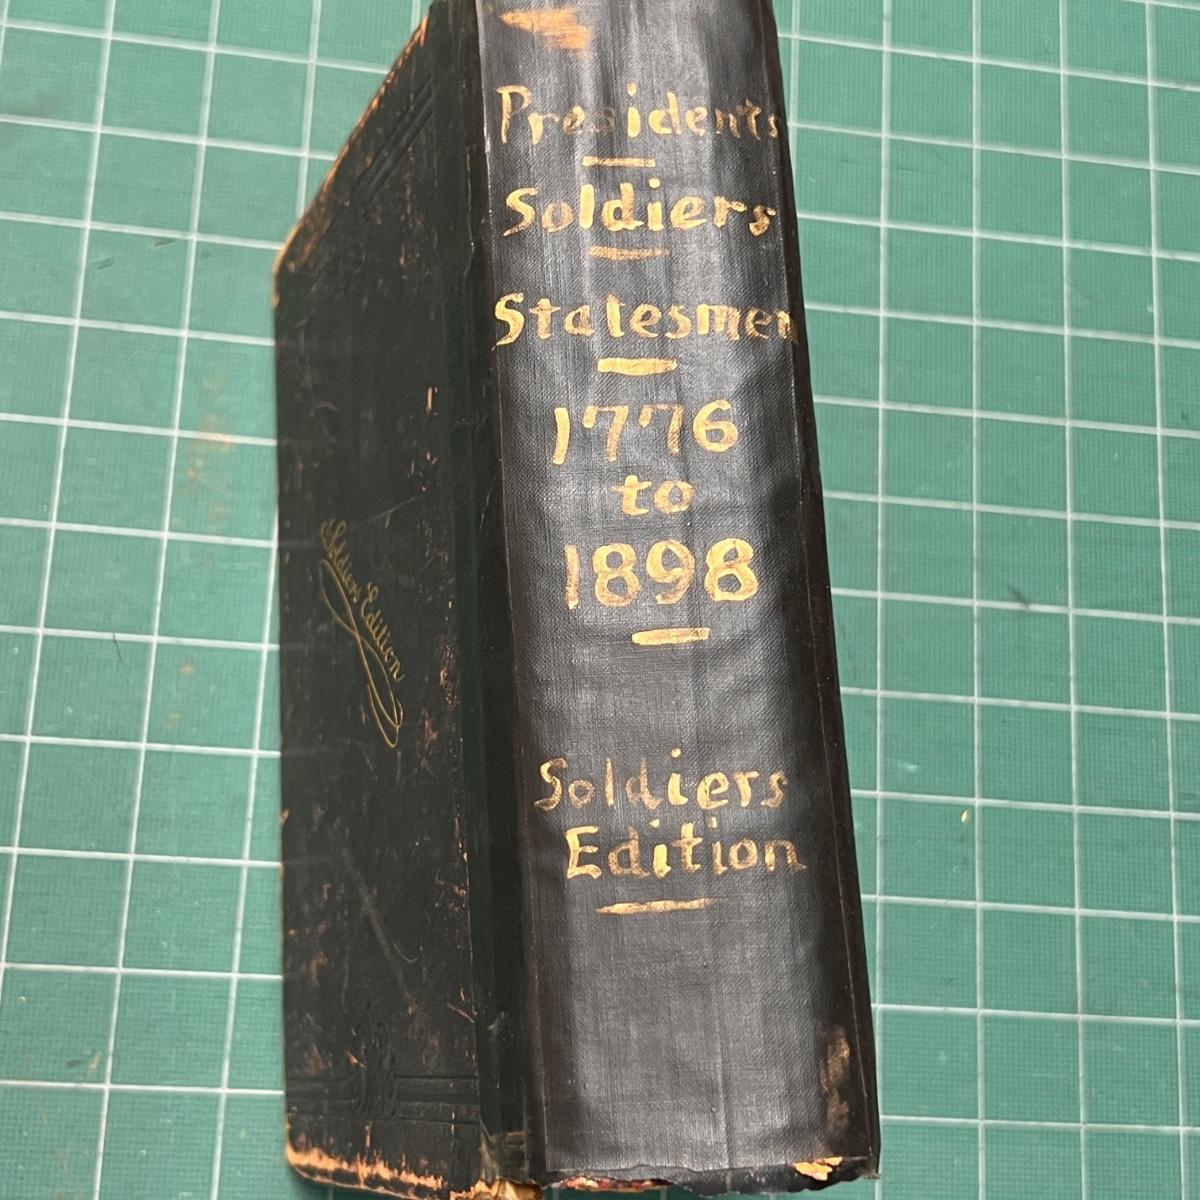 Presidents
Soldiers
Statesmen
1776
to
1898
Soldiers
Edition
Soldiers Edition